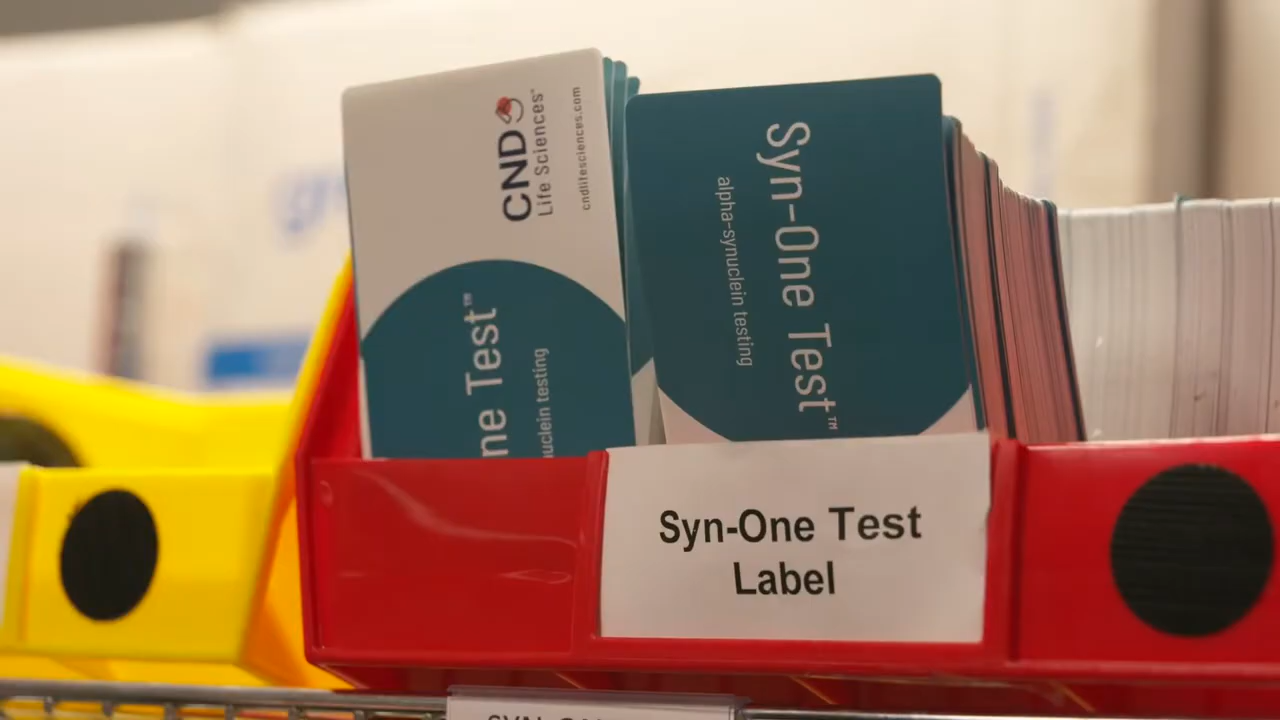 CND
Life Sciences
cndlifesciences.com
ne Test™
nuclein testing
Syn-One Test™
alpha-synuclein testing
Syn-One Test
Label